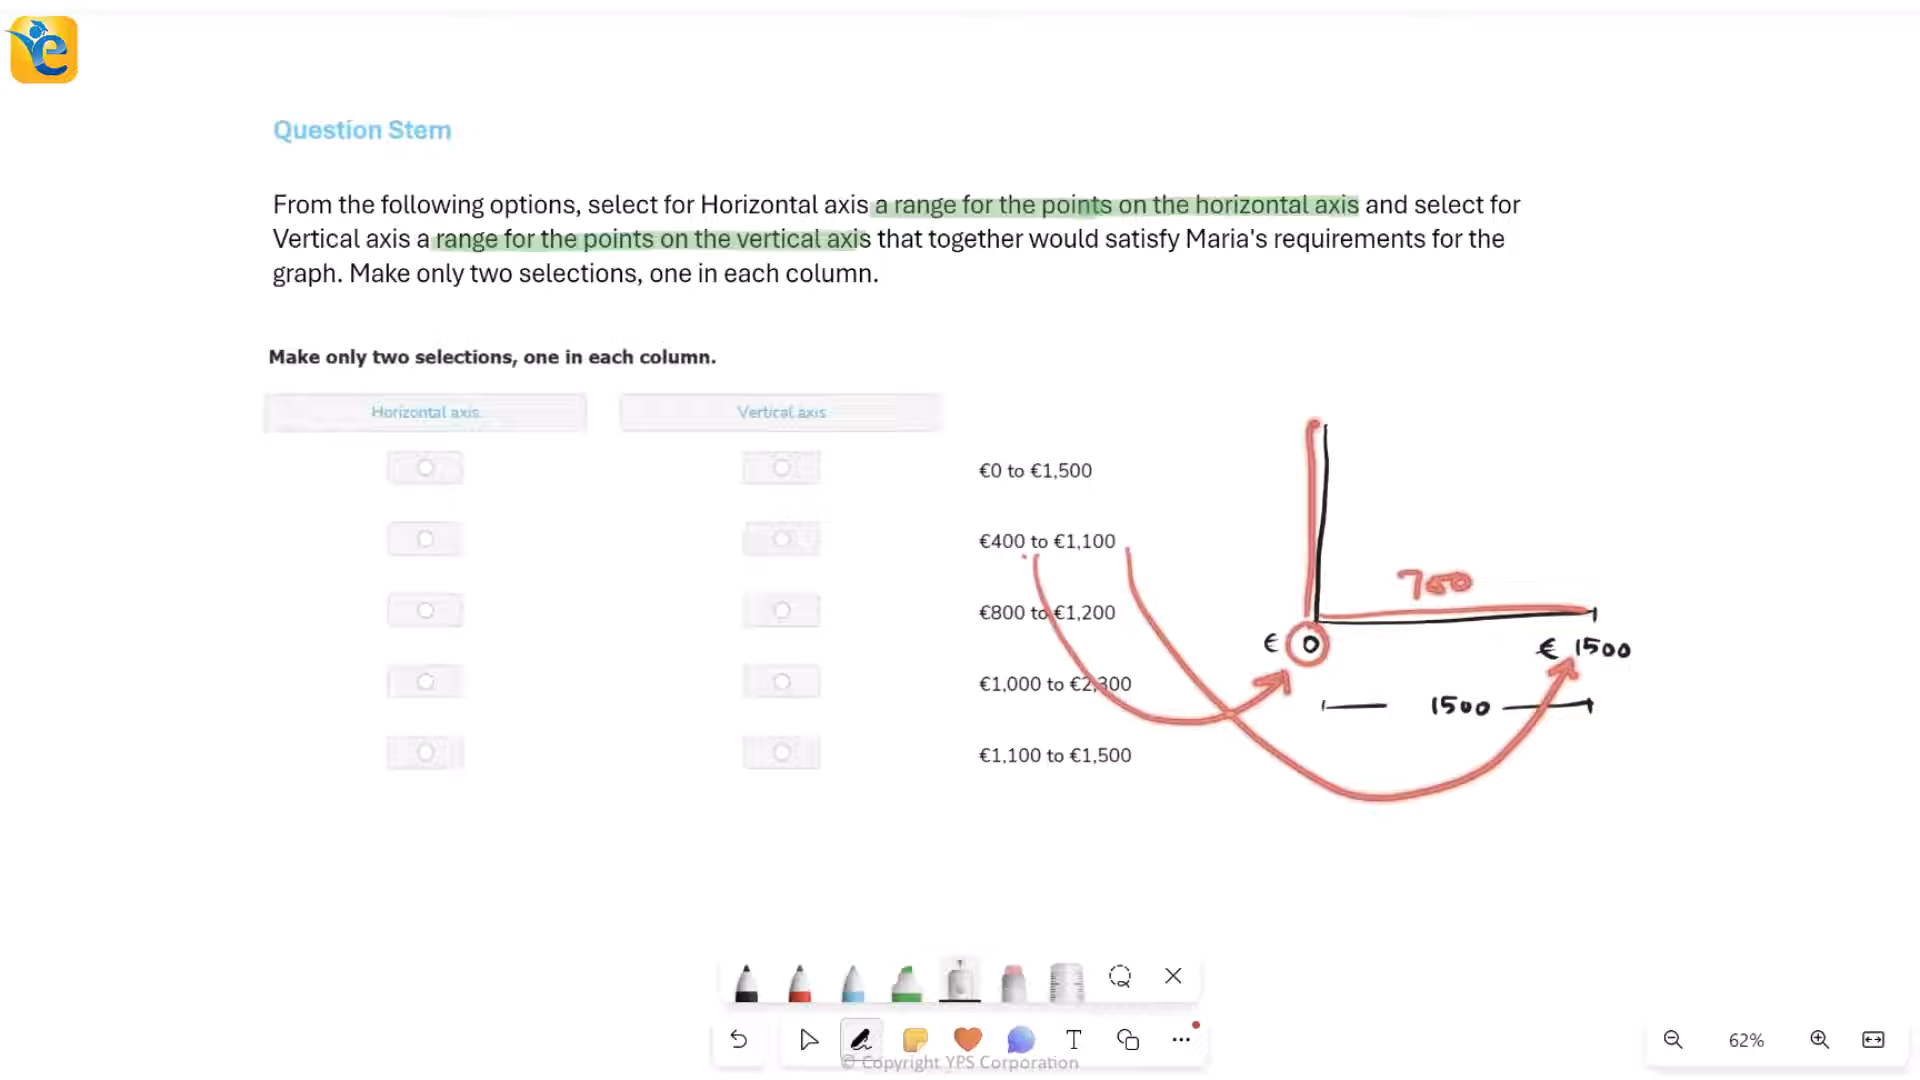 Question Stem
From the following options, select for Horizontal axis a range for the points on the horizontal axis and select for
Vertical axis a range for the points on the vertical axis that together would satisfy Maria's requirements for the
graph. Make only two selections, one in each column.
Make only two selections, one in each column.
Horizontal axis Vertical axis
€0 to €1,500
€400 to €1,100
€800 to €1,200
€1,000 to €2,300
€1,100 to €1,500
700
€ 0 € 1500
1500
T
62%
© Copyright YPS Corporation